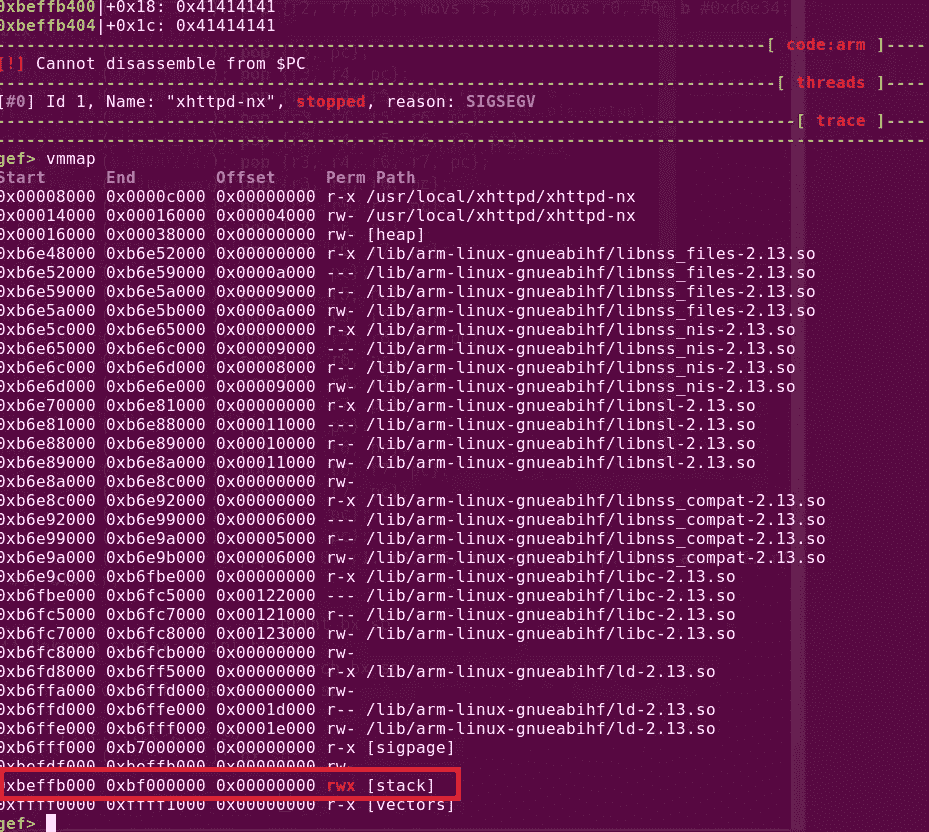 0xbeffb400|+0x18: 0x41414141
0xbeffb404|+0x1c: 0x41414141
[ code:arm ]
[!] Cannot disassemble from $PC
[ threads ]
[#0] Id 1, Name: "xhttpd-nx", stopped, reason: SIGSEGV
[ trace ]
gef> vmmap
Start End Offset Perm Path
0x00008000 0x0000c000 0x00000000 r-x /usr/local/xhttpd/xhttpd-nx
0x00014000 0x00016000 0x00004000 rw- /usr/local/xhttpd/xhttpd-nx
0x00016000 0x00038000 0x00000000 rw- [heap]
0xb6e48000 0xb6e52000 0x00000000 r-x /lib/arm-linux-gnueabihf/libnss_files-2.13.so
0xb6e52000 0xb6e59000 0x0000a000 --- /lib/arm-linux-gnueabihf/libnss_files-2.13.so
0xb6e59000 0xb6e5a000 0x00009000 r-- /lib/arm-linux-gnueabihf/libnss_files-2.13.so
0xb6e5a000 0xb6e5b000 0x0000a000 rw- /lib/arm-linux-gnueabihf/libnss_files-2.13.so
0xb6e5c000 0xb6e65000 0x00000000 r-x /lib/arm-linux-gnueabihf/libnss_nis-2.13.so
0xb6e65000 0xb6e6c000 0x00009000 --- /lib/arm-linux-gnueabihf/libnss_nis-2.13.so
0xb6e6c000 0xb6e6d000 0x00008000 r-- /lib/arm-linux-gnueabihf/libnss_nis-2.13.so
0xb6e6d000 0xb6e6e000 0x00009000 rw- /lib/arm-linux-gnueabihf/libnss_nis-2.13.so
0xb6e70000 0xb6e81000 0x00000000 r-x /lib/arm-linux-gnueabihf/libnsl-2.13.so
0xb6e81000 0xb6e88000 0x00011000 --- /lib/arm-linux-gnueabihf/libnsl-2.13.so
0xb6e88000 0xb6e89000 0x00010000 r-- /lib/arm-linux-gnueabihf/libnsl-2.13.so
0xb6e89000 0xb6e8a000 0x00011000 rw- /lib/arm-linux-gnueabihf/libnsl-2.13.so
0xb6e8a000 0xb6e8c000 0x00000000 rw-
0xb6e8c000 0xb6e92000 0x00000000 r-x /lib/arm-linux-gnueabihf/libnss_compat-2.13.so
0xb6e92000 0xb6e99000 0x00006000 --- /lib/arm-linux-gnueabihf/libnss_compat-2.13.so
0xb6e99000 0xb6e9a000 0x00005000 r-- /lib/arm-linux-gnueabihf/libnss_compat-2.13.so
0xb6e9a000 0xb6e9b000 0x00006000 rw- /lib/arm-linux-gnueabihf/libnss_compat-2.13.so
0xb6e9c000 0xb6fbe000 0x00000000 r-x /lib/arm-linux-gnueabihf/libc-2.13.so
0xb6fbe000 0xb6fc5000 0x00122000 --- /lib/arm-linux-gnueabihf/libc-2.13.so
0xb6fc5000 0xb6fc7000 0x00121000 r-- /lib/arm-linux-gnueabihf/libc-2.13.so
0xb6fc7000 0xb6fc8000 0x00123000 rw- /lib/arm-linux-gnueabihf/libc-2.13.so
0xb6fc8000 0xb6fcb000 0x00000000 rw-
0xb6fd8000 0xb6ff5000 0x00000000 r-x /lib/arm-linux-gnueabihf/ld-2.13.so
0xb6ffa000 0xb6ffd000 0x00000000 rw-
0xb6ffd000 0xb6ffe000 0x0001d000 r-- /lib/arm-linux-gnueabihf/ld-2.13.so
0xb6ffe000 0xb6fff000 0x0001e000 rw- /lib/arm-linux-gnueabihf/ld-2.13.so
0xb6fff000 0xb7000000 0x00000000 r-x [sigpage]
0xbefdf000 0xbeffb000 0x00000000 rw-
0xbeffb000 0xbf000000 0x00000000 rwx [stack]
0xffff0000 0xffff1000 0x00000000 r-x [vectors]
gef>